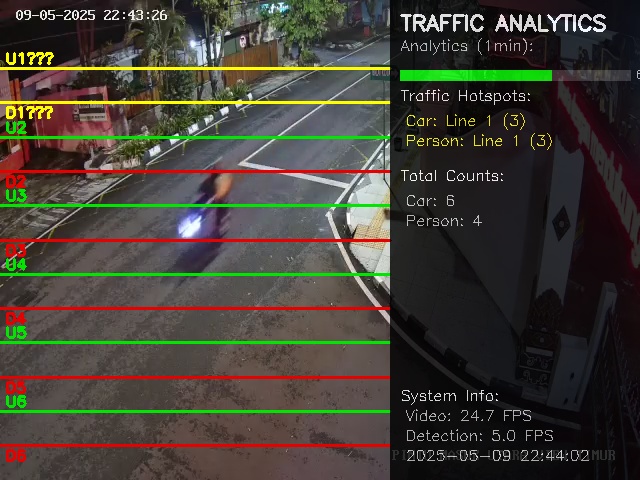 09-05-2025 22:43:26
U1???
D1???
U2
D2
U3
D3
U4
D4
U5
D5
U6
D6
TRAFFIC ANALYTICS
Analytics (1min):
6
Traffic Hotspots:
Car: Line 1 (3)
Person: Line 1 (3)
Total Counts:
Car: 6
Person: 4
System Info:
Video: 24.7 FPS
Detection: 5.0 FPS
2025-05-09 22:44:02